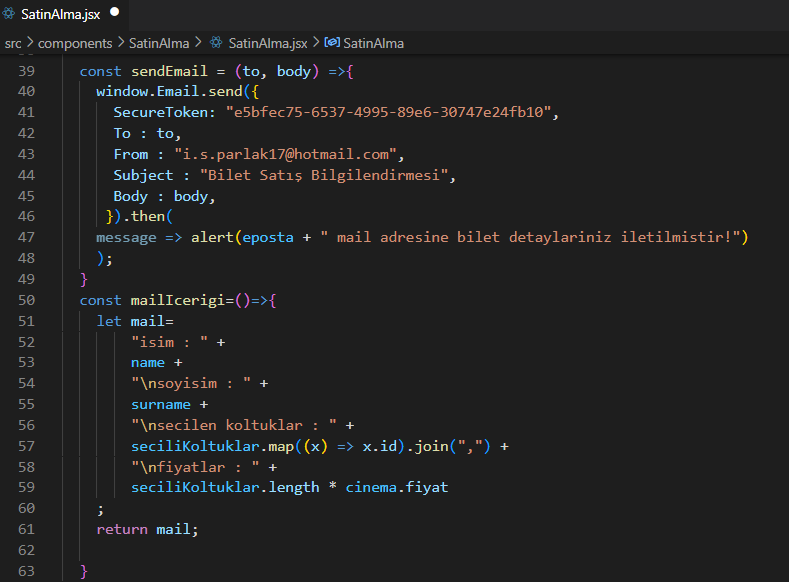 SatinAlma.jsx
src > components > SatinAlma > SatinAlma.jsx > SatinAlma
39 const sendEmail = (to, body) =>{
40 window.Email.send({
41 SecureToken: "e5bfec75-6537-4995-89e6-30747e24fb10",
42 To : to,
43 From : "i.s.parlak17@hotmail.com",
44 Subject : "Bilet Satış Bilgilendirmesi",
45 Body : body,
46 }).then(
47 message => alert(eposta + " mail adresine bilet detaylariniz iletilmistir!")
48 );
49 }
50 const mailIcerigi=()=>{
51 let mail=
52 "isim : " +
53 name +
54 "\nsoyisim : " +
55 surname +
56 "\nsecilen koltuklar : " +
57 seciliKoltuklar.map((x) => x.id).join(",") +
58 "\nfiyatlar : " +
59 seciliKoltuklar.length * cinema.fiyat
60 ;
61 return mail;
62
63 }